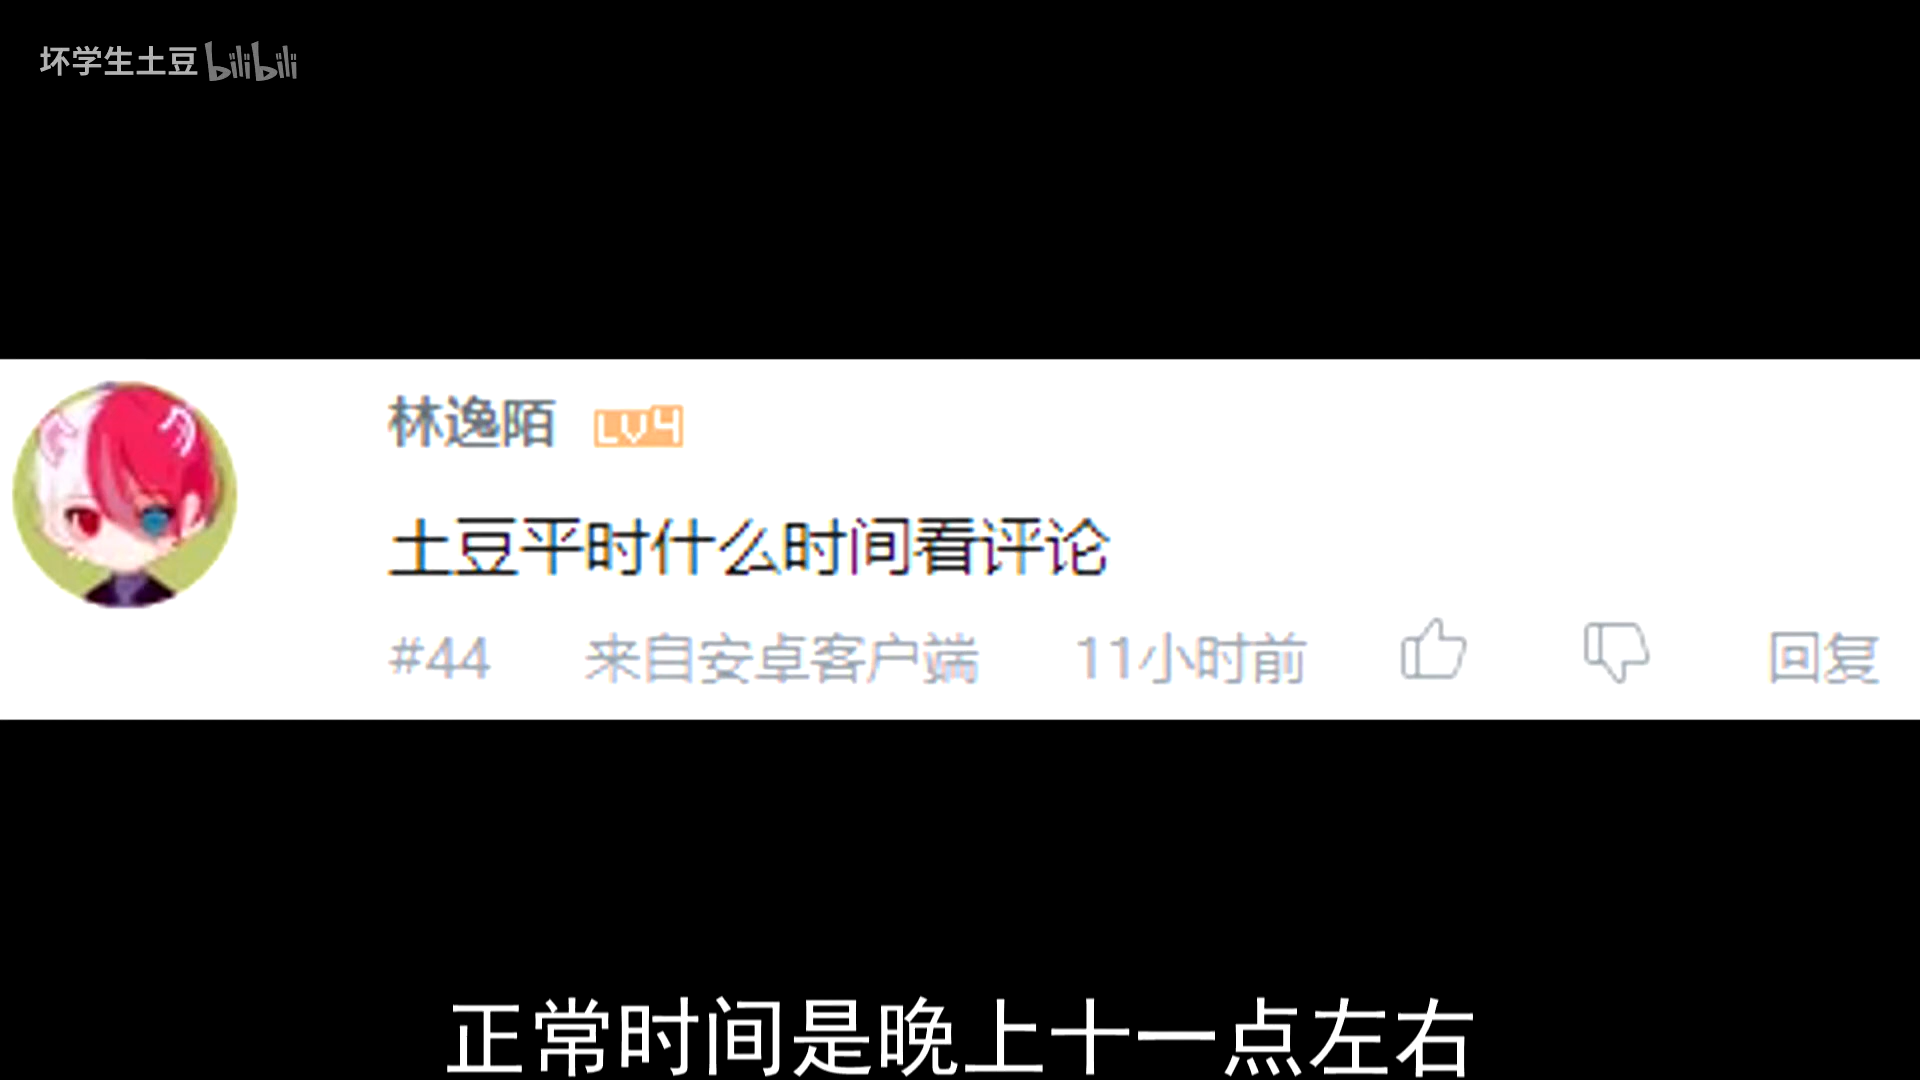 坏学生土豆 bilibili
林逸陌 LV4
土豆平时什么时间看评论
#44 来自安卓客户端 11小时前 回复
正常时间是晚上十一点左右